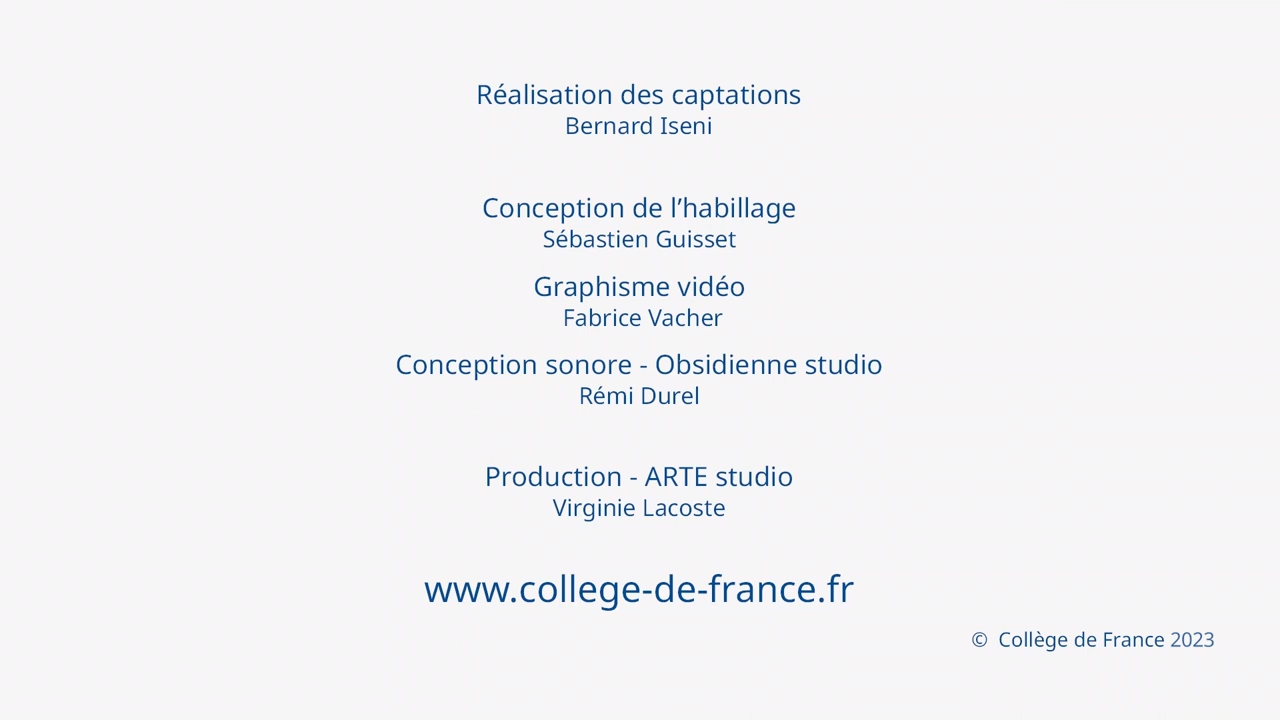 Réalisation des captations
Bernard Iseni
Conception de l’habillage
Sébastien Guisset
Graphisme vidéo
Fabrice Vacher
Conception sonore - Obsidienne studio
Rémi Durel
Production - ARTE studio
Virginie Lacoste
www.college-de-france.fr
© Collège de France 2023